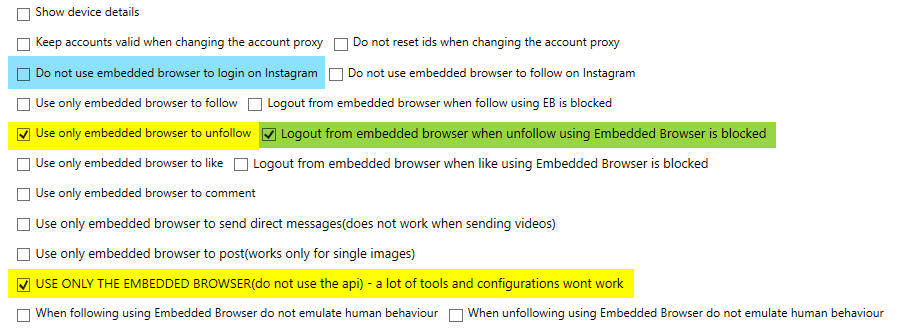 Show device details
Keep accounts valid when changing the account proxy Do not reset ids when changing the account proxy
Do not use embedded browser to login on Instagram Do not use embedded browser to follow on Instagram
Use only embedded browser to follow Logout from embedded browser when follow using EB is blocked
Use only embedded browser to unfollow Logout from embedded browser when unfollow using Embedded Browser is blocked
Use only embedded browser to like Logout from embedded browser when like using Embedded Browser is blocked
Use only embedded browser to comment
Use only embedded browser to send direct messages(does not work when sending videos)
Use only embedded browser to post(works only for single images)
USE ONLY THE EMBEDDED BROWSER(do not use the api) - a lot of tools and configurations wont work
When following using Embedded Browser do not emulate human behaviour When unfollowing using Embedded Browser do not emulate human behaviour